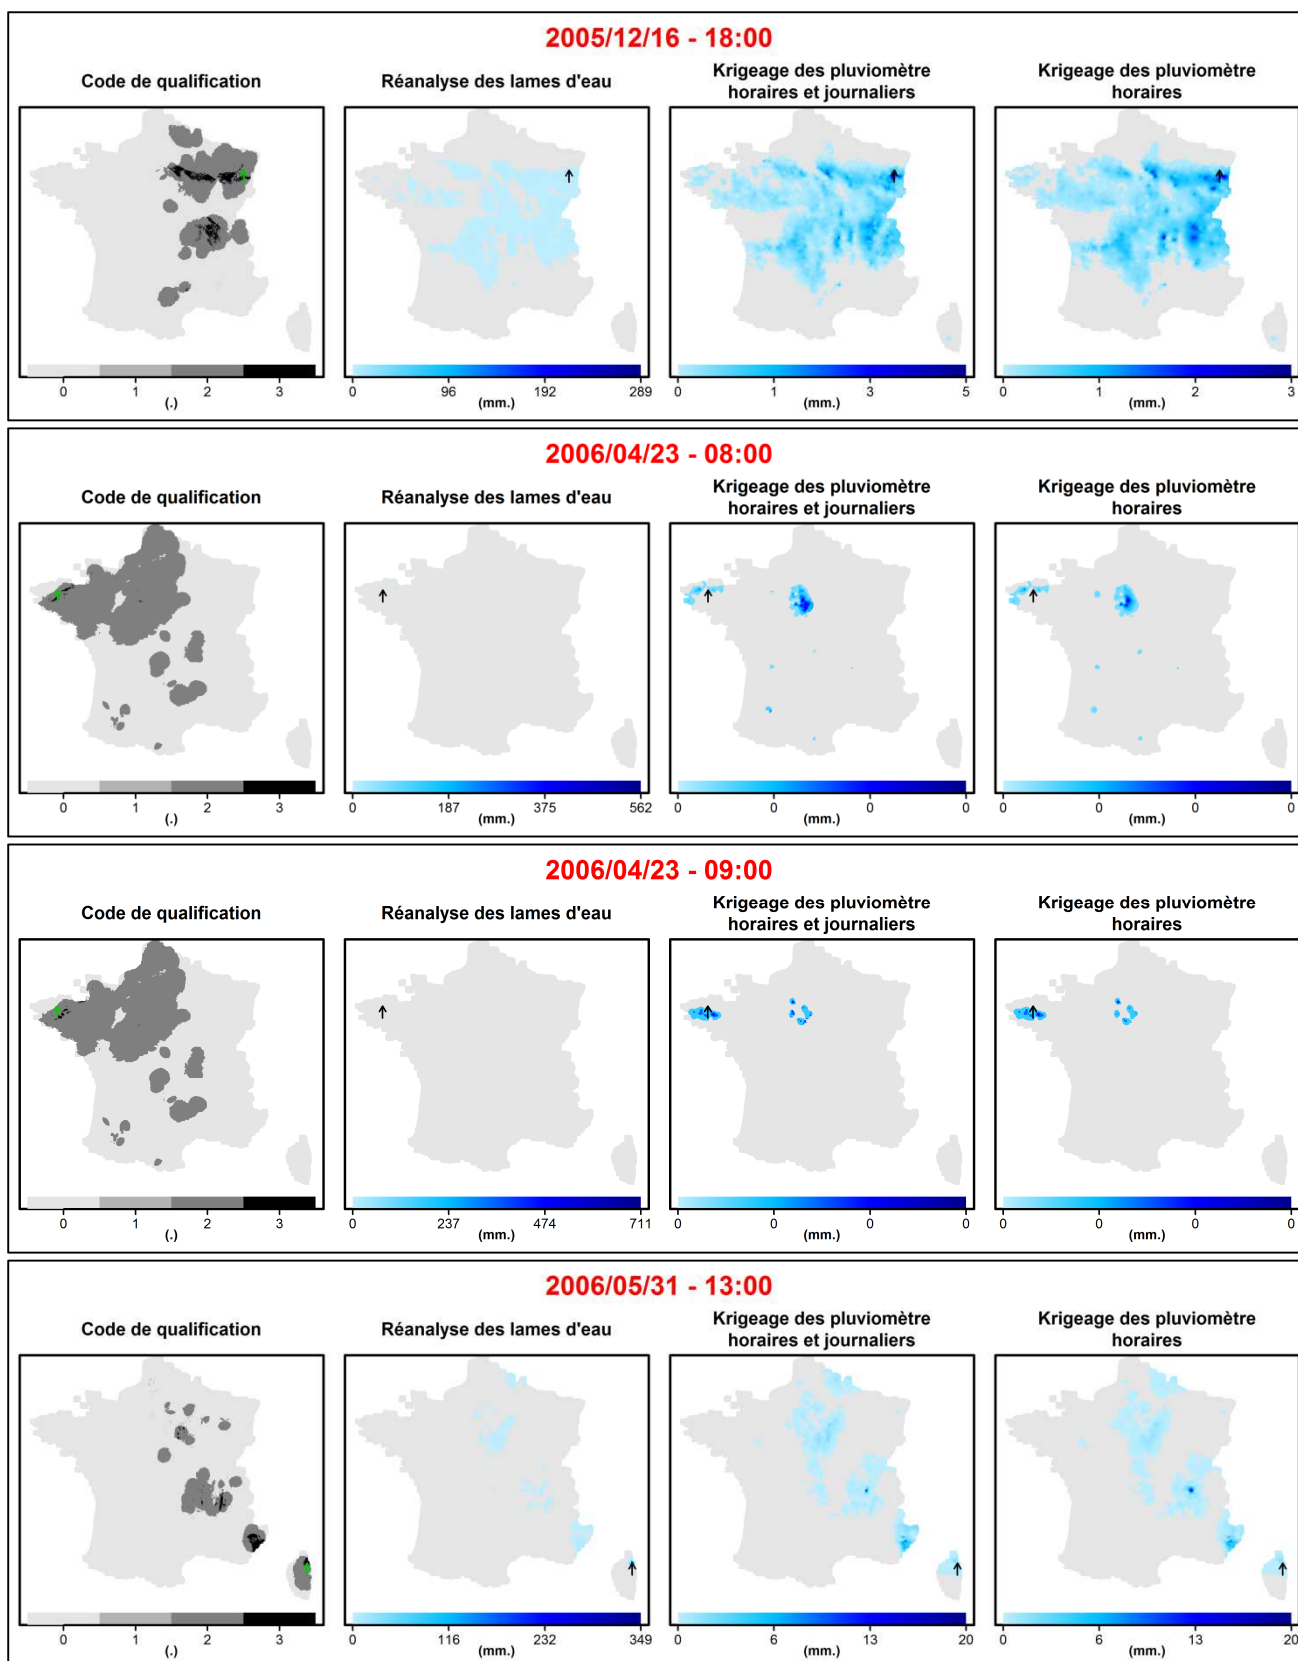 2005/12/16 - 18:00
Code de qualification
Réanalyse des lames d'eau
Krigeage des pluviomètre
horaires et journaliers
Krigeage des pluviomètre
horaires
0 1 2 3
(.)
0 96 192 289
(mm.)
0 1 3 5
(mm.)
0 1 2 3
(mm.)
2006/04/23 - 08:00
Code de qualification
Réanalyse des lames d'eau
Krigeage des pluviomètre
horaires et journaliers
Krigeage des pluviomètre
horaires
0 1 2 3
(.)
0 187 375 562
(mm.)
0 0 0 0
(mm.)
0 0 0 0
(mm.)
2006/04/23 - 09:00
Code de qualification
Réanalyse des lames d'eau
Krigeage des pluviomètre
horaires et journaliers
Krigeage des pluviomètre
horaires
0 1 2 3
(.)
0 237 474 711
(mm.)
0 0 0 0
(mm.)
0 0 0 0
(mm.)
2006/05/31 - 13:00
Code de qualification
Réanalyse des lames d'eau
Krigeage des pluviomètre
horaires et journaliers
Krigeage des pluviomètre
horaires
0 1 2 3
(.)
0 116 232 349
(mm.)
0 6 13 20
(mm.)
0 6 13 20
(mm.)